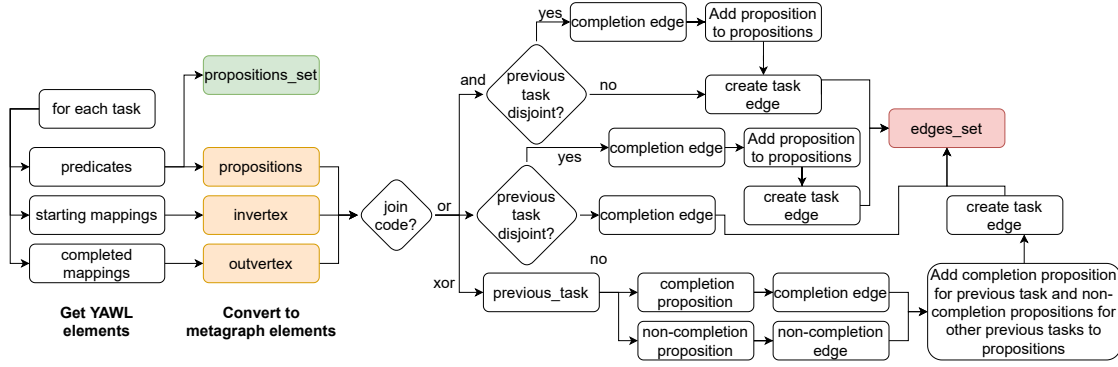 for each task
predicates
starting mappings
completed
mappings
Get YAWL
elements
propositions_set
propositions
invertex
outvertex
Convert to
metagraph elements
join
code?
and
or
xor
previous
task
disjoint?
yes
completion edge
Add proposition
to propositions
no
create task
edge
previous
task
disjoint?
yes
completion edge
Add proposition
to propositions
create task
edge
completion edge
no
edges_set
create task
edge
previous_task
completion
proposition
completion edge
non-completion
proposition
non-completion
edge
Add completion proposition
for previous task and non-
completion propositions for
other previous tasks to
propositions